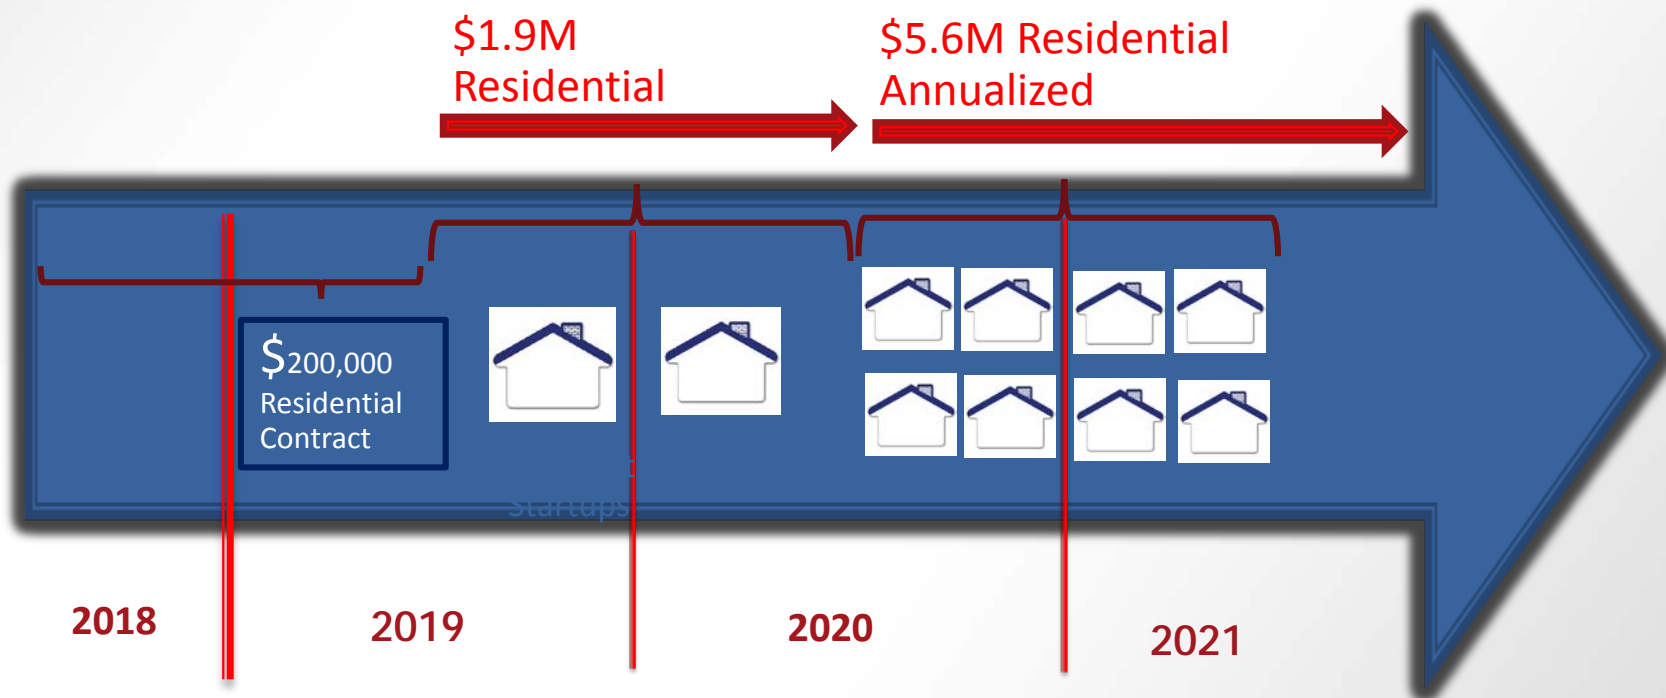 $1.9M
Residential
$5.6M Residential
Annualized
$200,000
Residential
Contract
Startups
2018
2019
2020
2021